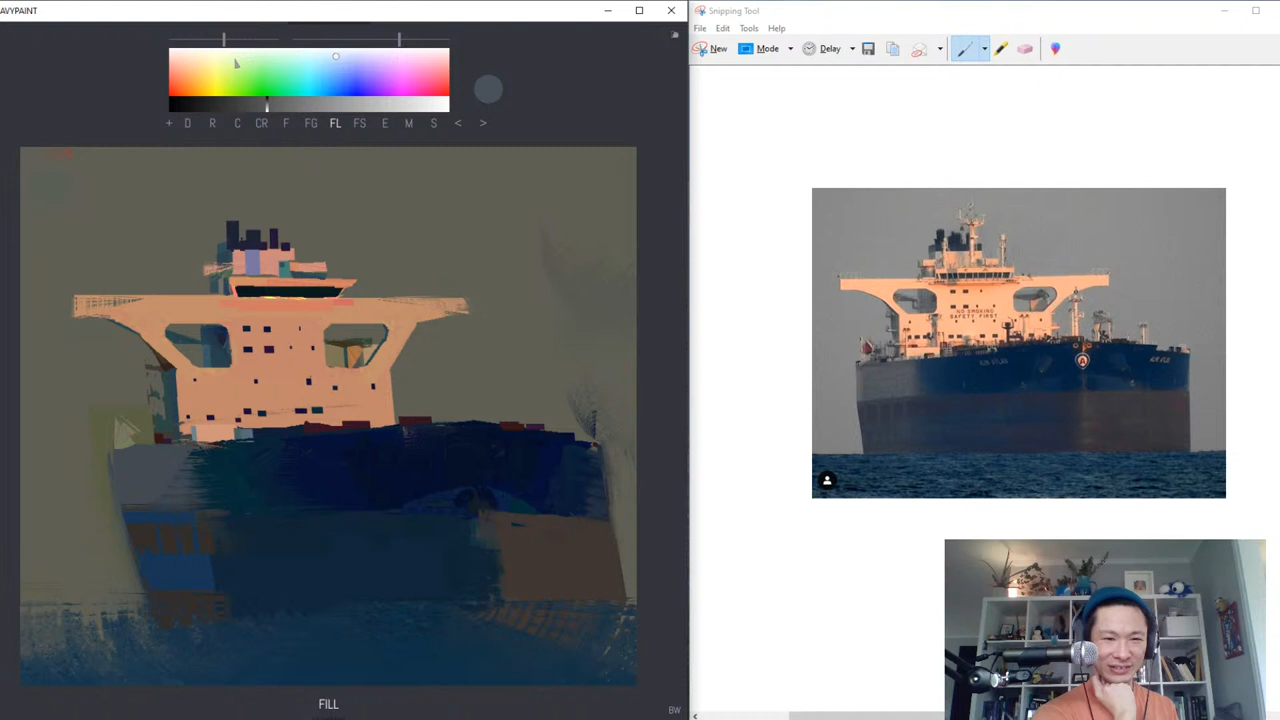 AVYPAINT
+ D R C CR F FG FL FS E M S < >
FILL
BW
Snipping Tool
File Edit Tools Help
New Mode Delay
NO SMOKING
SAFETY FIRST
A